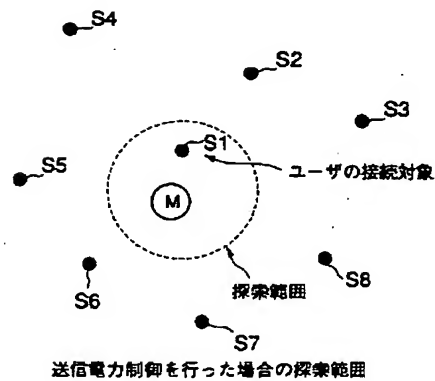 S4
S2
S3
S1
S5
ユーザの接続対象
M
S6
探索範囲
S8
S7
送信電力制御を行った場合の探索範囲